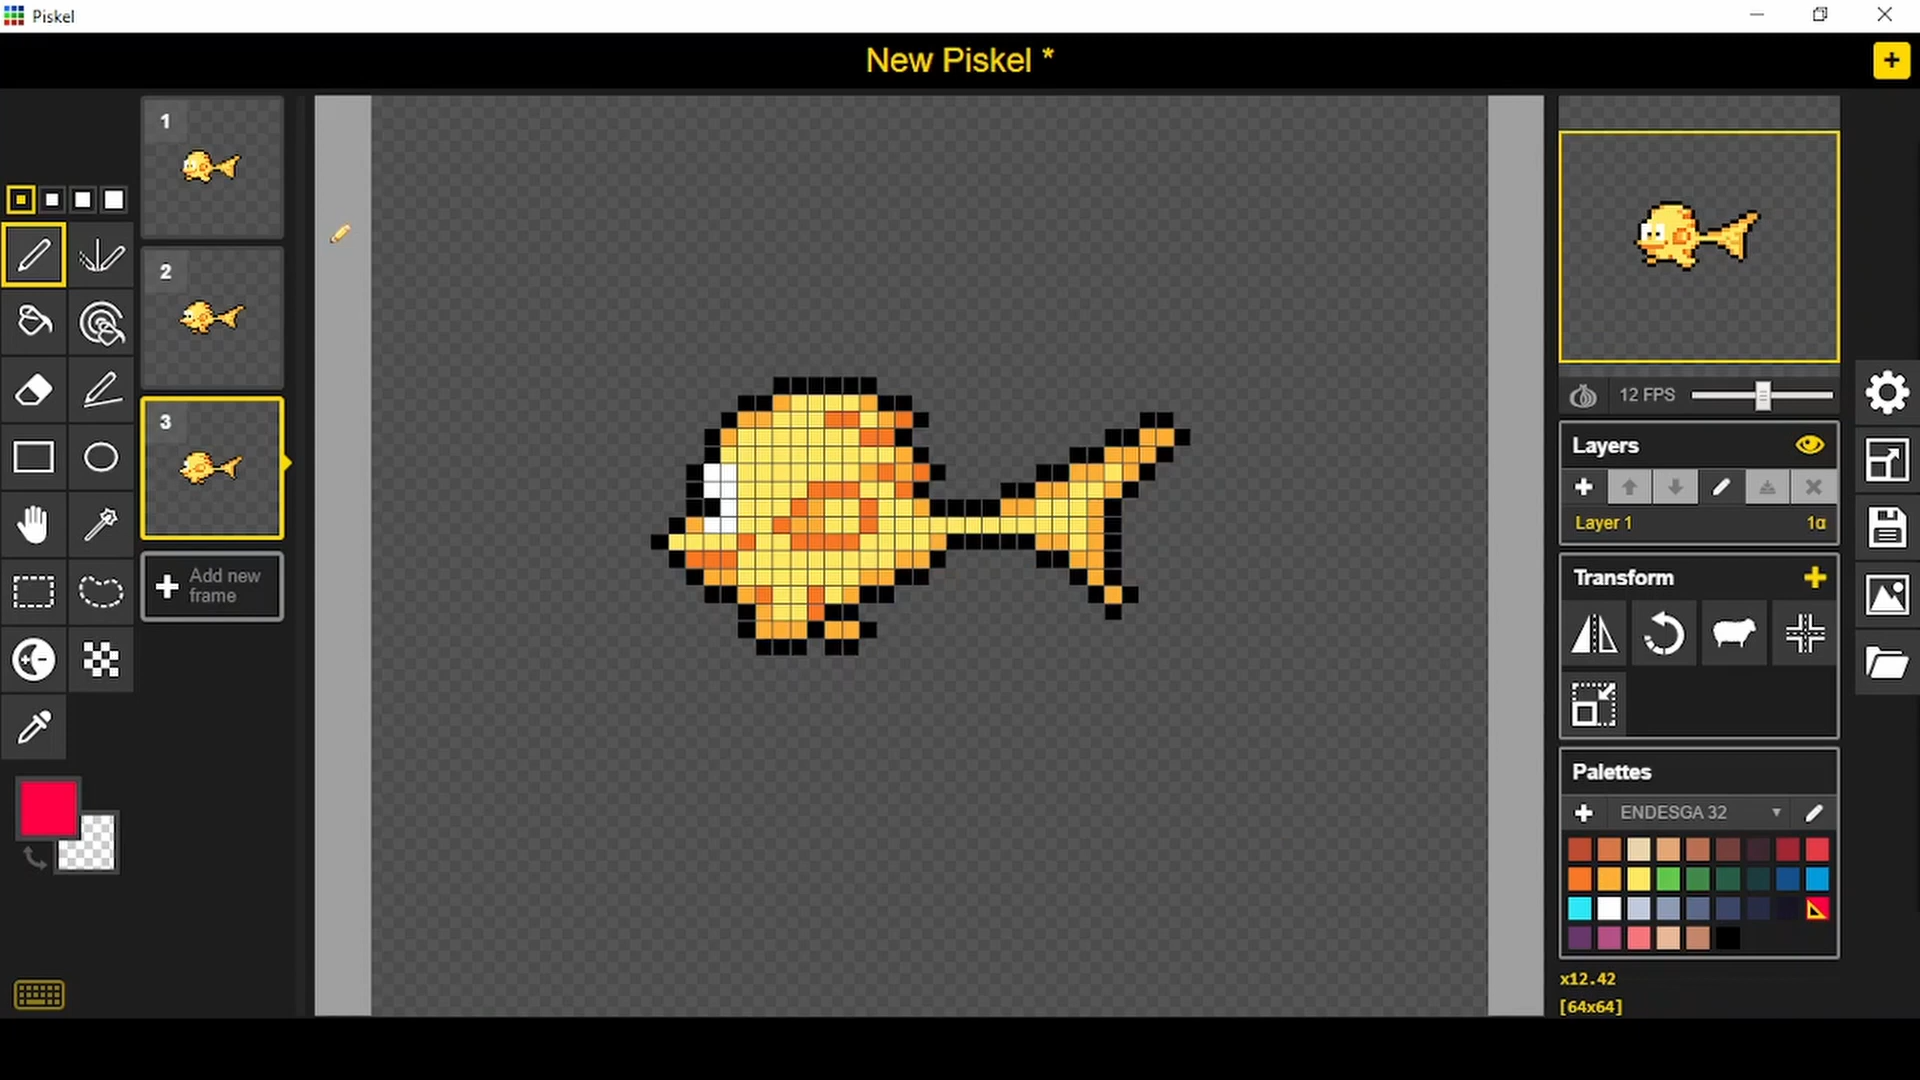 Piskel
New Piskel *
+
1
2
3
Add new
frame
12 FPS
Layers
Layer 1
1α
Transform
Palettes
ENDESGA 32
x12.42
[64x64]